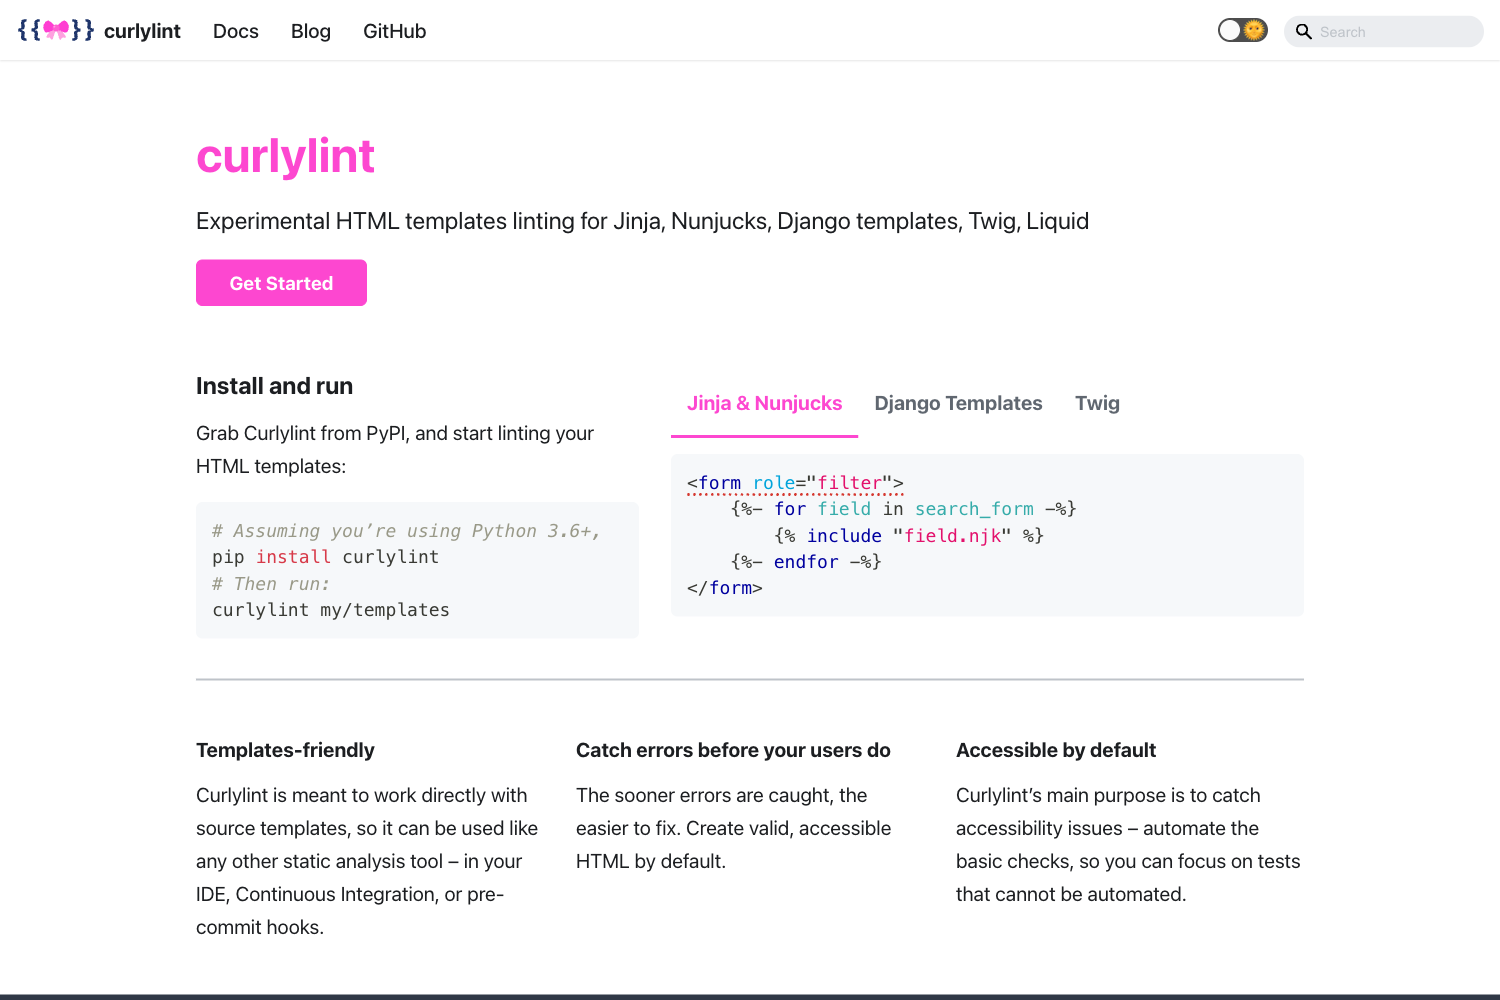 {{}} curlylint Docs Blog GitHub Search
curlylint
Experimental HTML templates linting for Jinja, Nunjucks, Django templates, Twig, Liquid
Get Started
Install and run
Grab Curlylint from PyPI, and start linting your
HTML templates:
# Assuming you’re using Python 3.6+,
pip install curlylint
# Then run:
curlylint my/templates
Jinja & Nunjucks Django Templates Twig
<form role="filter">
    {%- for field in search_form -%}
        {% include "field.njk" %}
    {%- endfor -%}
</form>
Templates-friendly
Curlylint is meant to work directly with
source templates, so it can be used like
any other static analysis tool – in your
IDE, Continuous Integration, or pre-
commit hooks.
Catch errors before your users do
The sooner errors are caught, the
easier to fix. Create valid, accessible
HTML by default.
Accessible by default
Curlylint’s main purpose is to catch
accessibility issues – automate the
basic checks, so you can focus on tests
that cannot be automated.